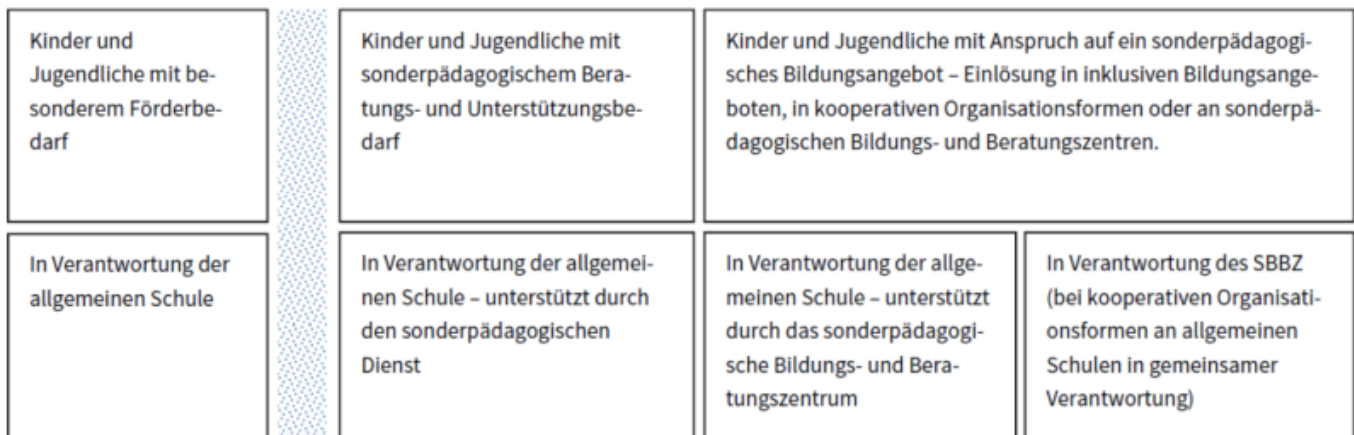 Kinder und
Jugendliche mit be-
sonderem Förderbe-
darf
Kinder und Jugendliche mit
sonderpädagogischem Bera-
tungs- und Unterstützungsbe-
darf
Kinder und Jugendliche mit Anspruch auf ein sonderpädagogi-
sches Bildungsangebot – Einlösung in inklusiven Bildungsange-
boten, in kooperativen Organisationsformen oder an sonderpä-
dagogischen Bildungs- und Beratungszentren.
In Verantwortung der
allgemeinen Schule
In Verantwortung der allgemei-
nen Schule – unterstützt durch
den sonderpädagogischen
Dienst
In Verantwortung der allge-
meinen Schule – unterstützt
durch das sonderpädagogi-
sche Bildungs- und Bera-
tungszentrum
In Verantwortung des SBBZ
(bei kooperativen Organisati-
onsformen an allgemeinen
Schulen in gemeinsamer
Verantwortung)